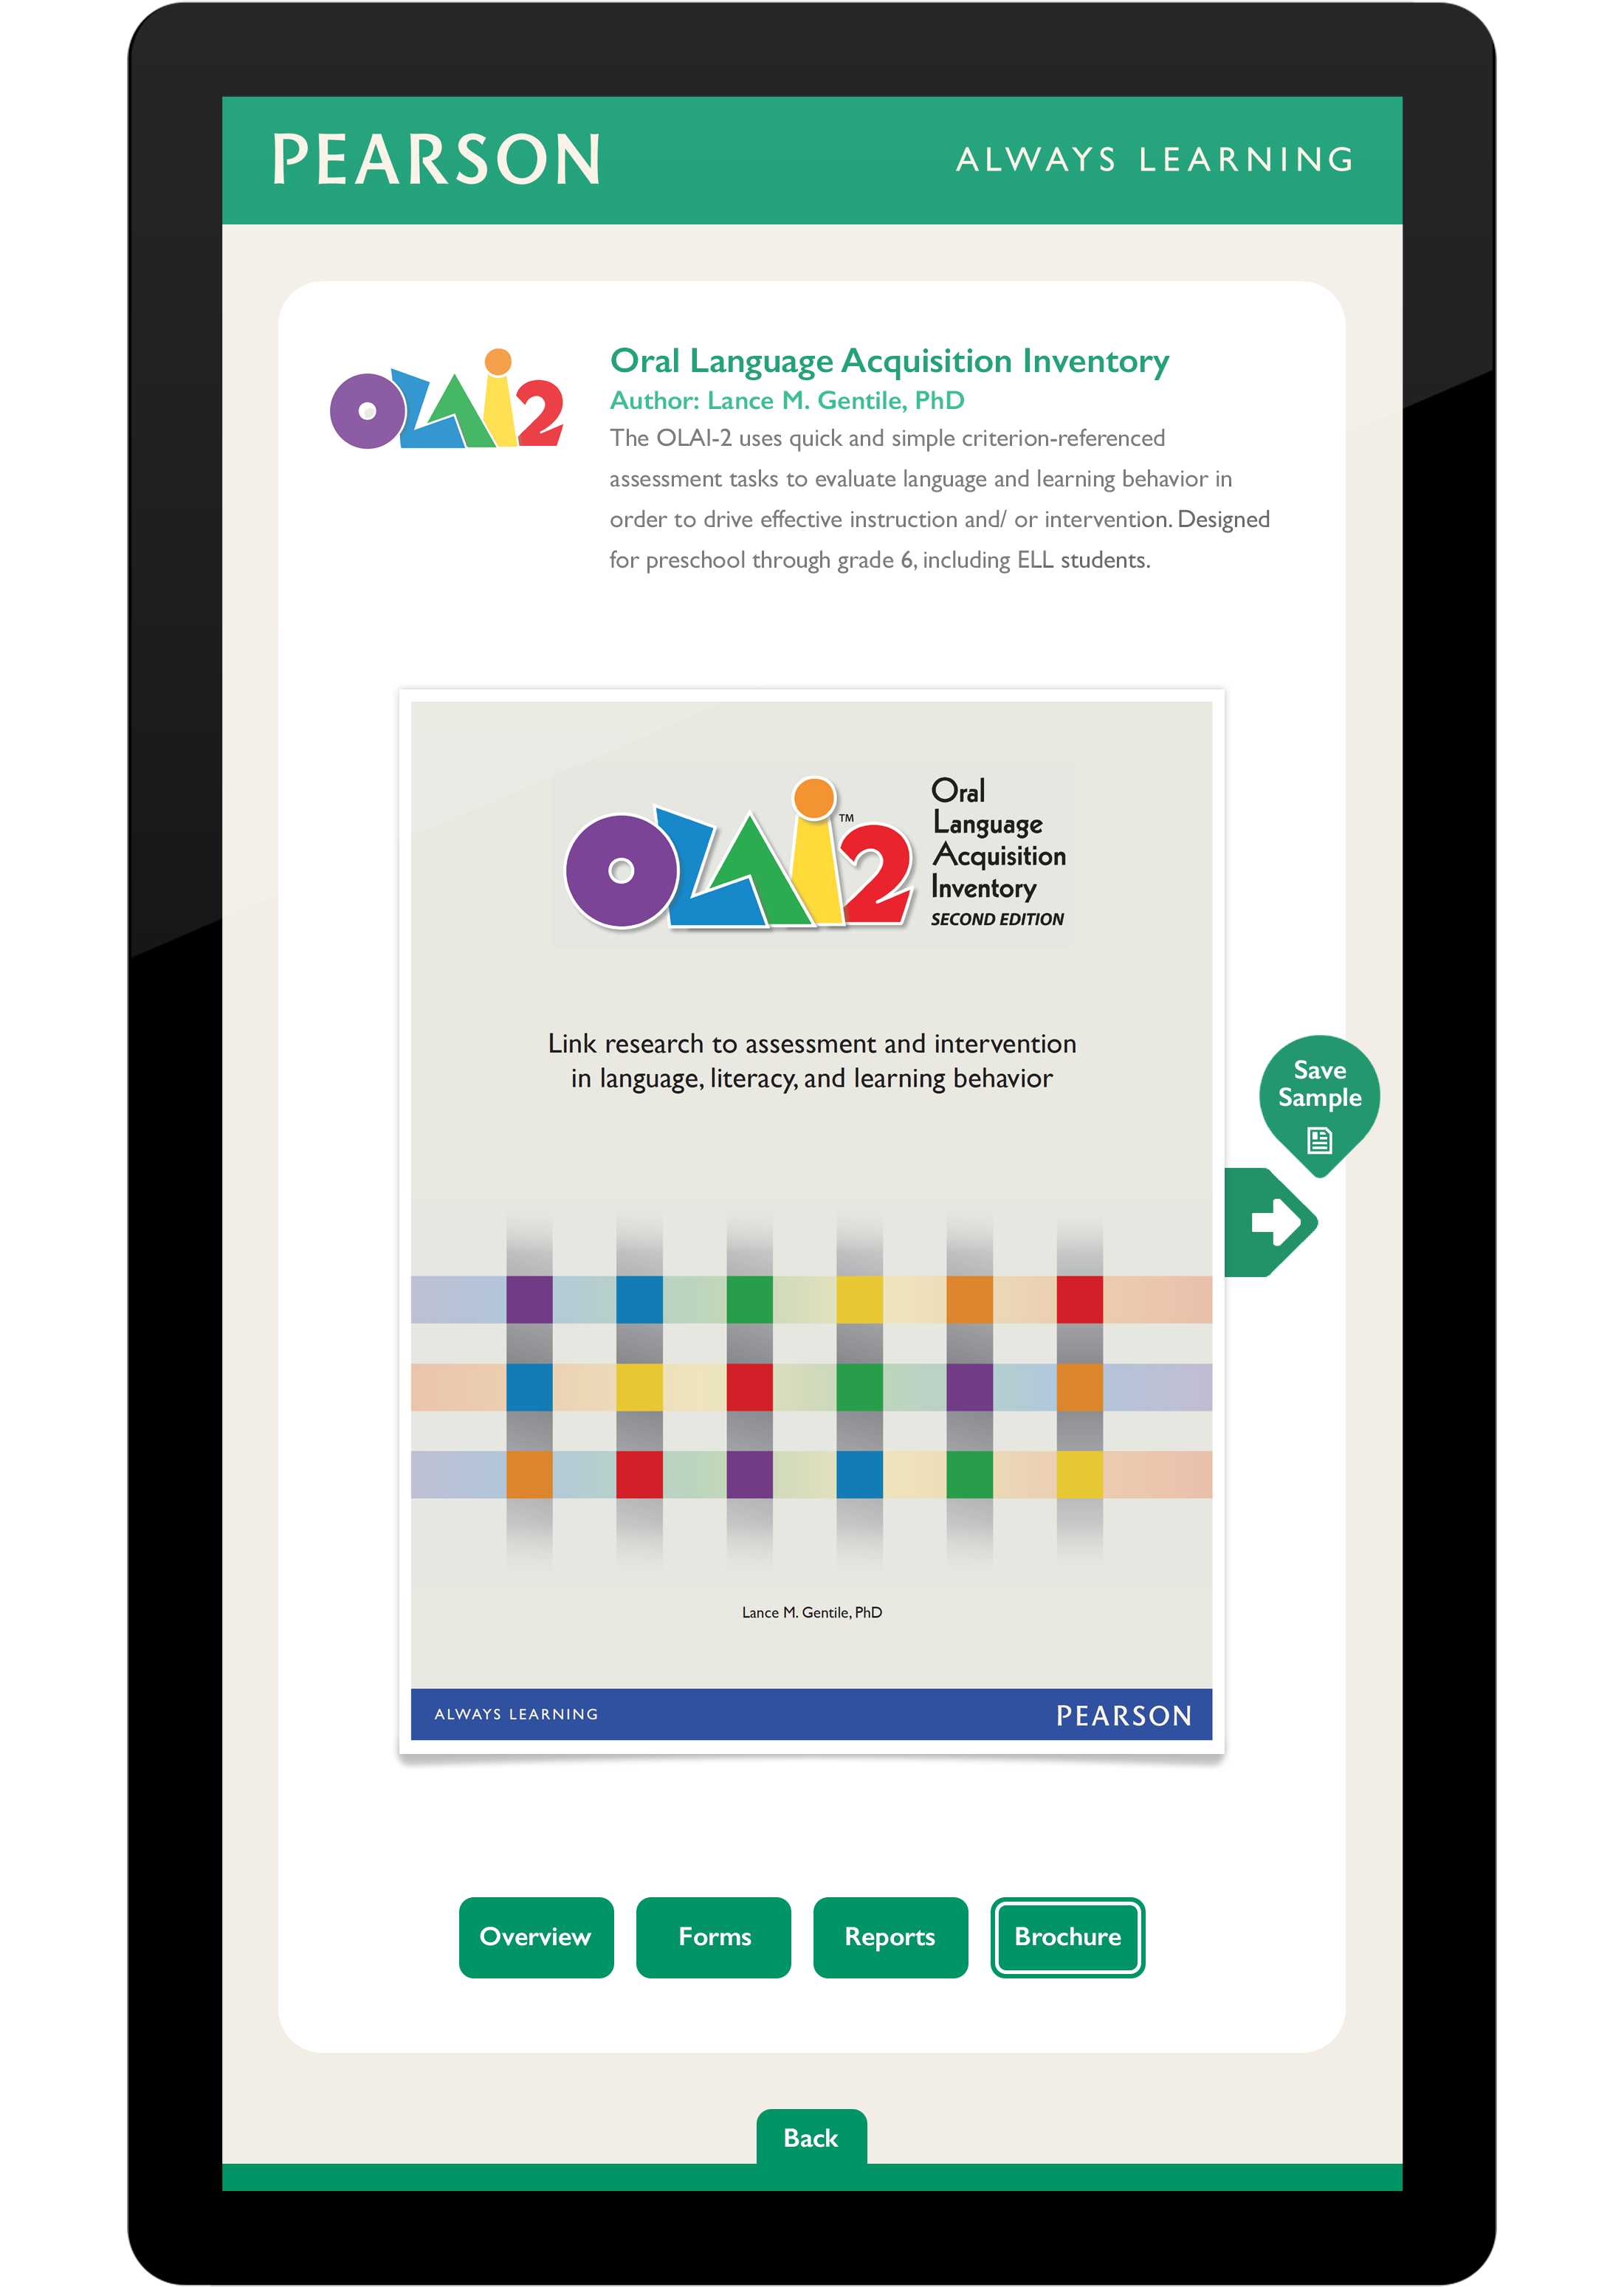 PEARSON
ALWAYS LEARNING
OLAi2
Oral Language Acquisition Inventory
Author: Lance M. Gentile, PhD
The OLAI-2 uses quick and simple criterion-referenced
assessment tasks to evaluate language and learning behavior in
order to drive effective instruction and/ or intervention. Designed
for preschool through grade 6, including ELL students.
OLAi2™
Oral
Language
Acquisition
Inventory
SECOND EDITION
Link research to assessment and intervention
in language, literacy, and learning behavior
Save
Sample
Lance M. Gentile, PhD
ALWAYS LEARNING
PEARSON
Overview
Forms
Reports
Brochure
Back